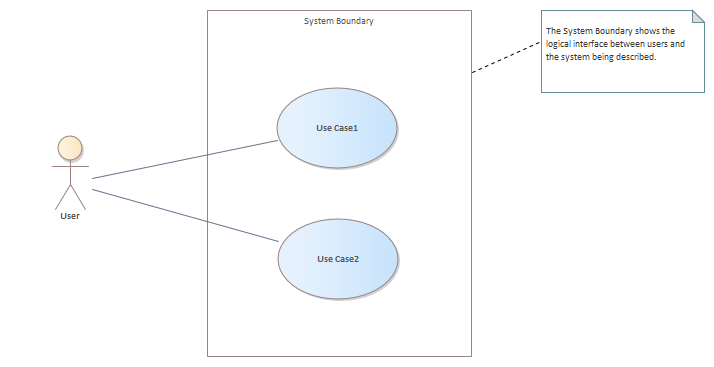 System Boundary
The System Boundary shows the
logical interface between users and
the system being described.
Use Case1
User
Use Case2